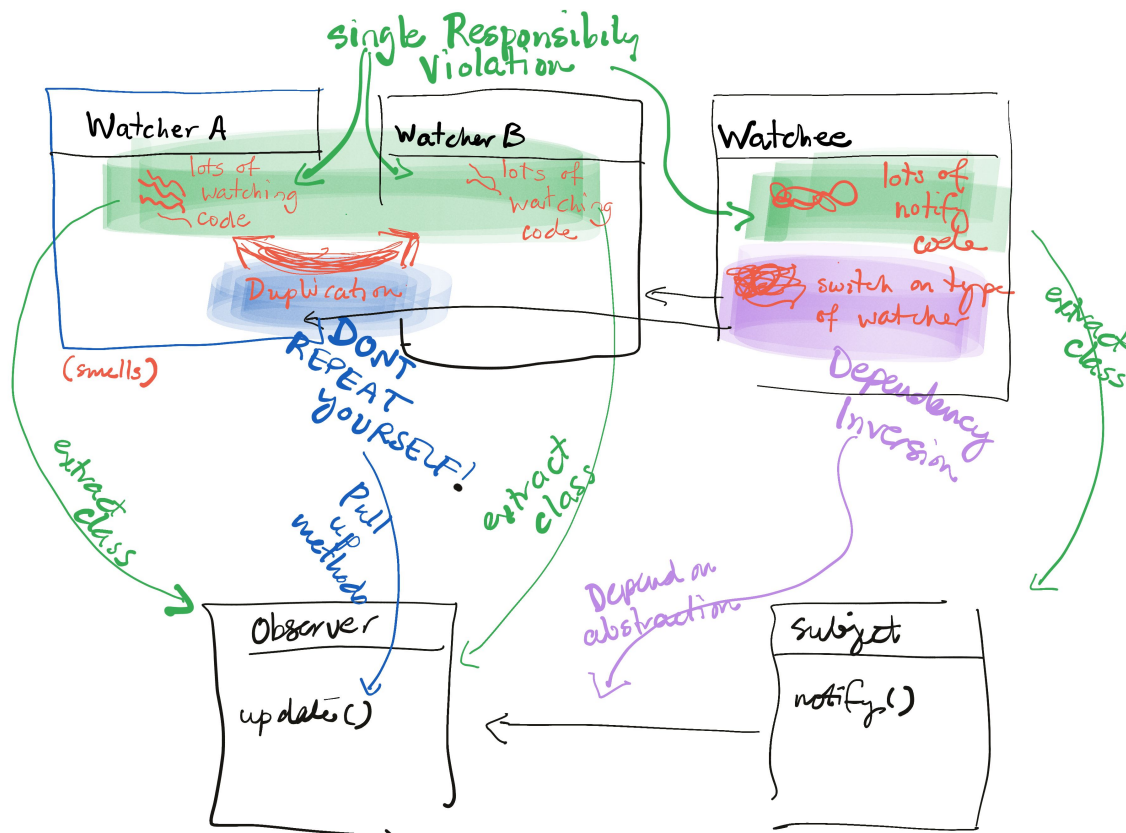 single Responsibily
Violation
Watcher A
Watcher B
Watchee
lots of
watching
code
lots of
watching
code
lots of
notify
code
Duplication
switch on type
of watcher
(smells)
DONT
REPEAT
YOURSELF!
Dependency
Inversion
extract
class
extract
class
extract
class
Pull
up
methods
Depend on
abstraction
Observer
update()
Subject
notify()